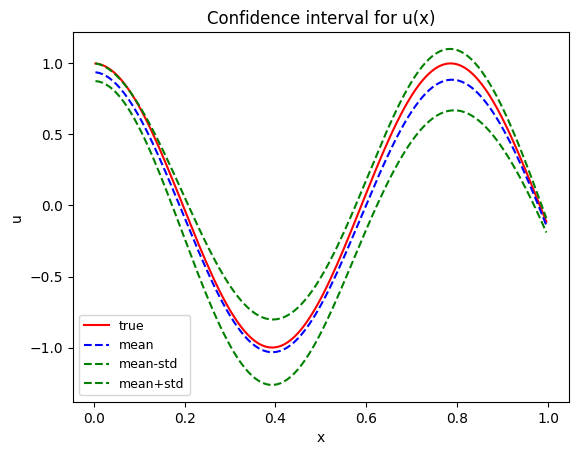 Confidence interval for u(x)
1.0
0.5
0.0
−0.5
−1.0
u
true
mean
mean-std
mean+std
0.0 0.2 0.4 0.6 0.8 1.0
x